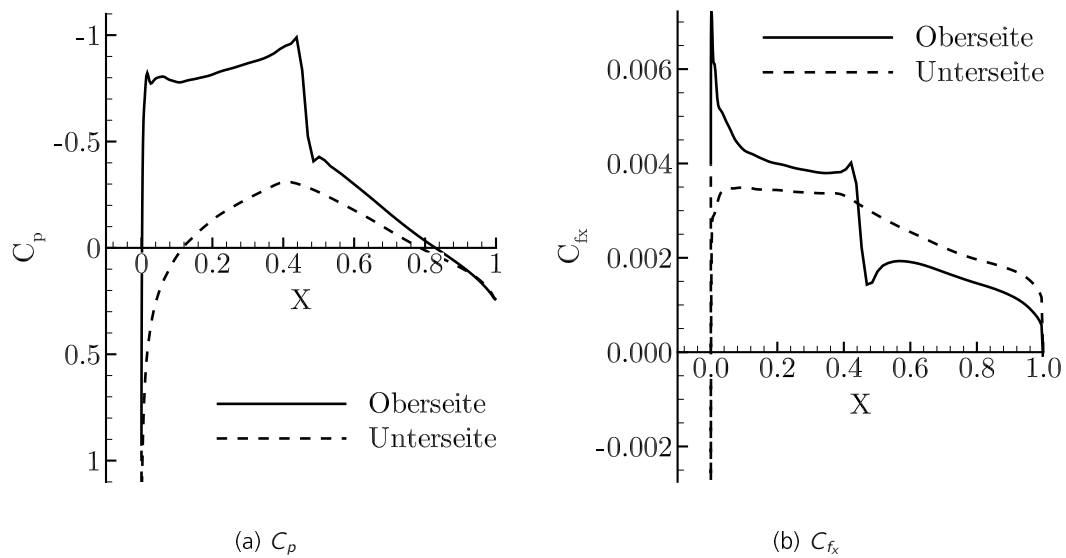 -1
-0.5
0
0.5
1
C_p
0 0.2 0.4 0.6 0.8 1
X
Oberseite
Unterseite
(a) C_p
0.006
0.004
0.002
0.000
-0.002
C_fx
0.0 0.2 0.4 0.6 0.8 1.0
X
Oberseite
Unterseite
(b) C_fx